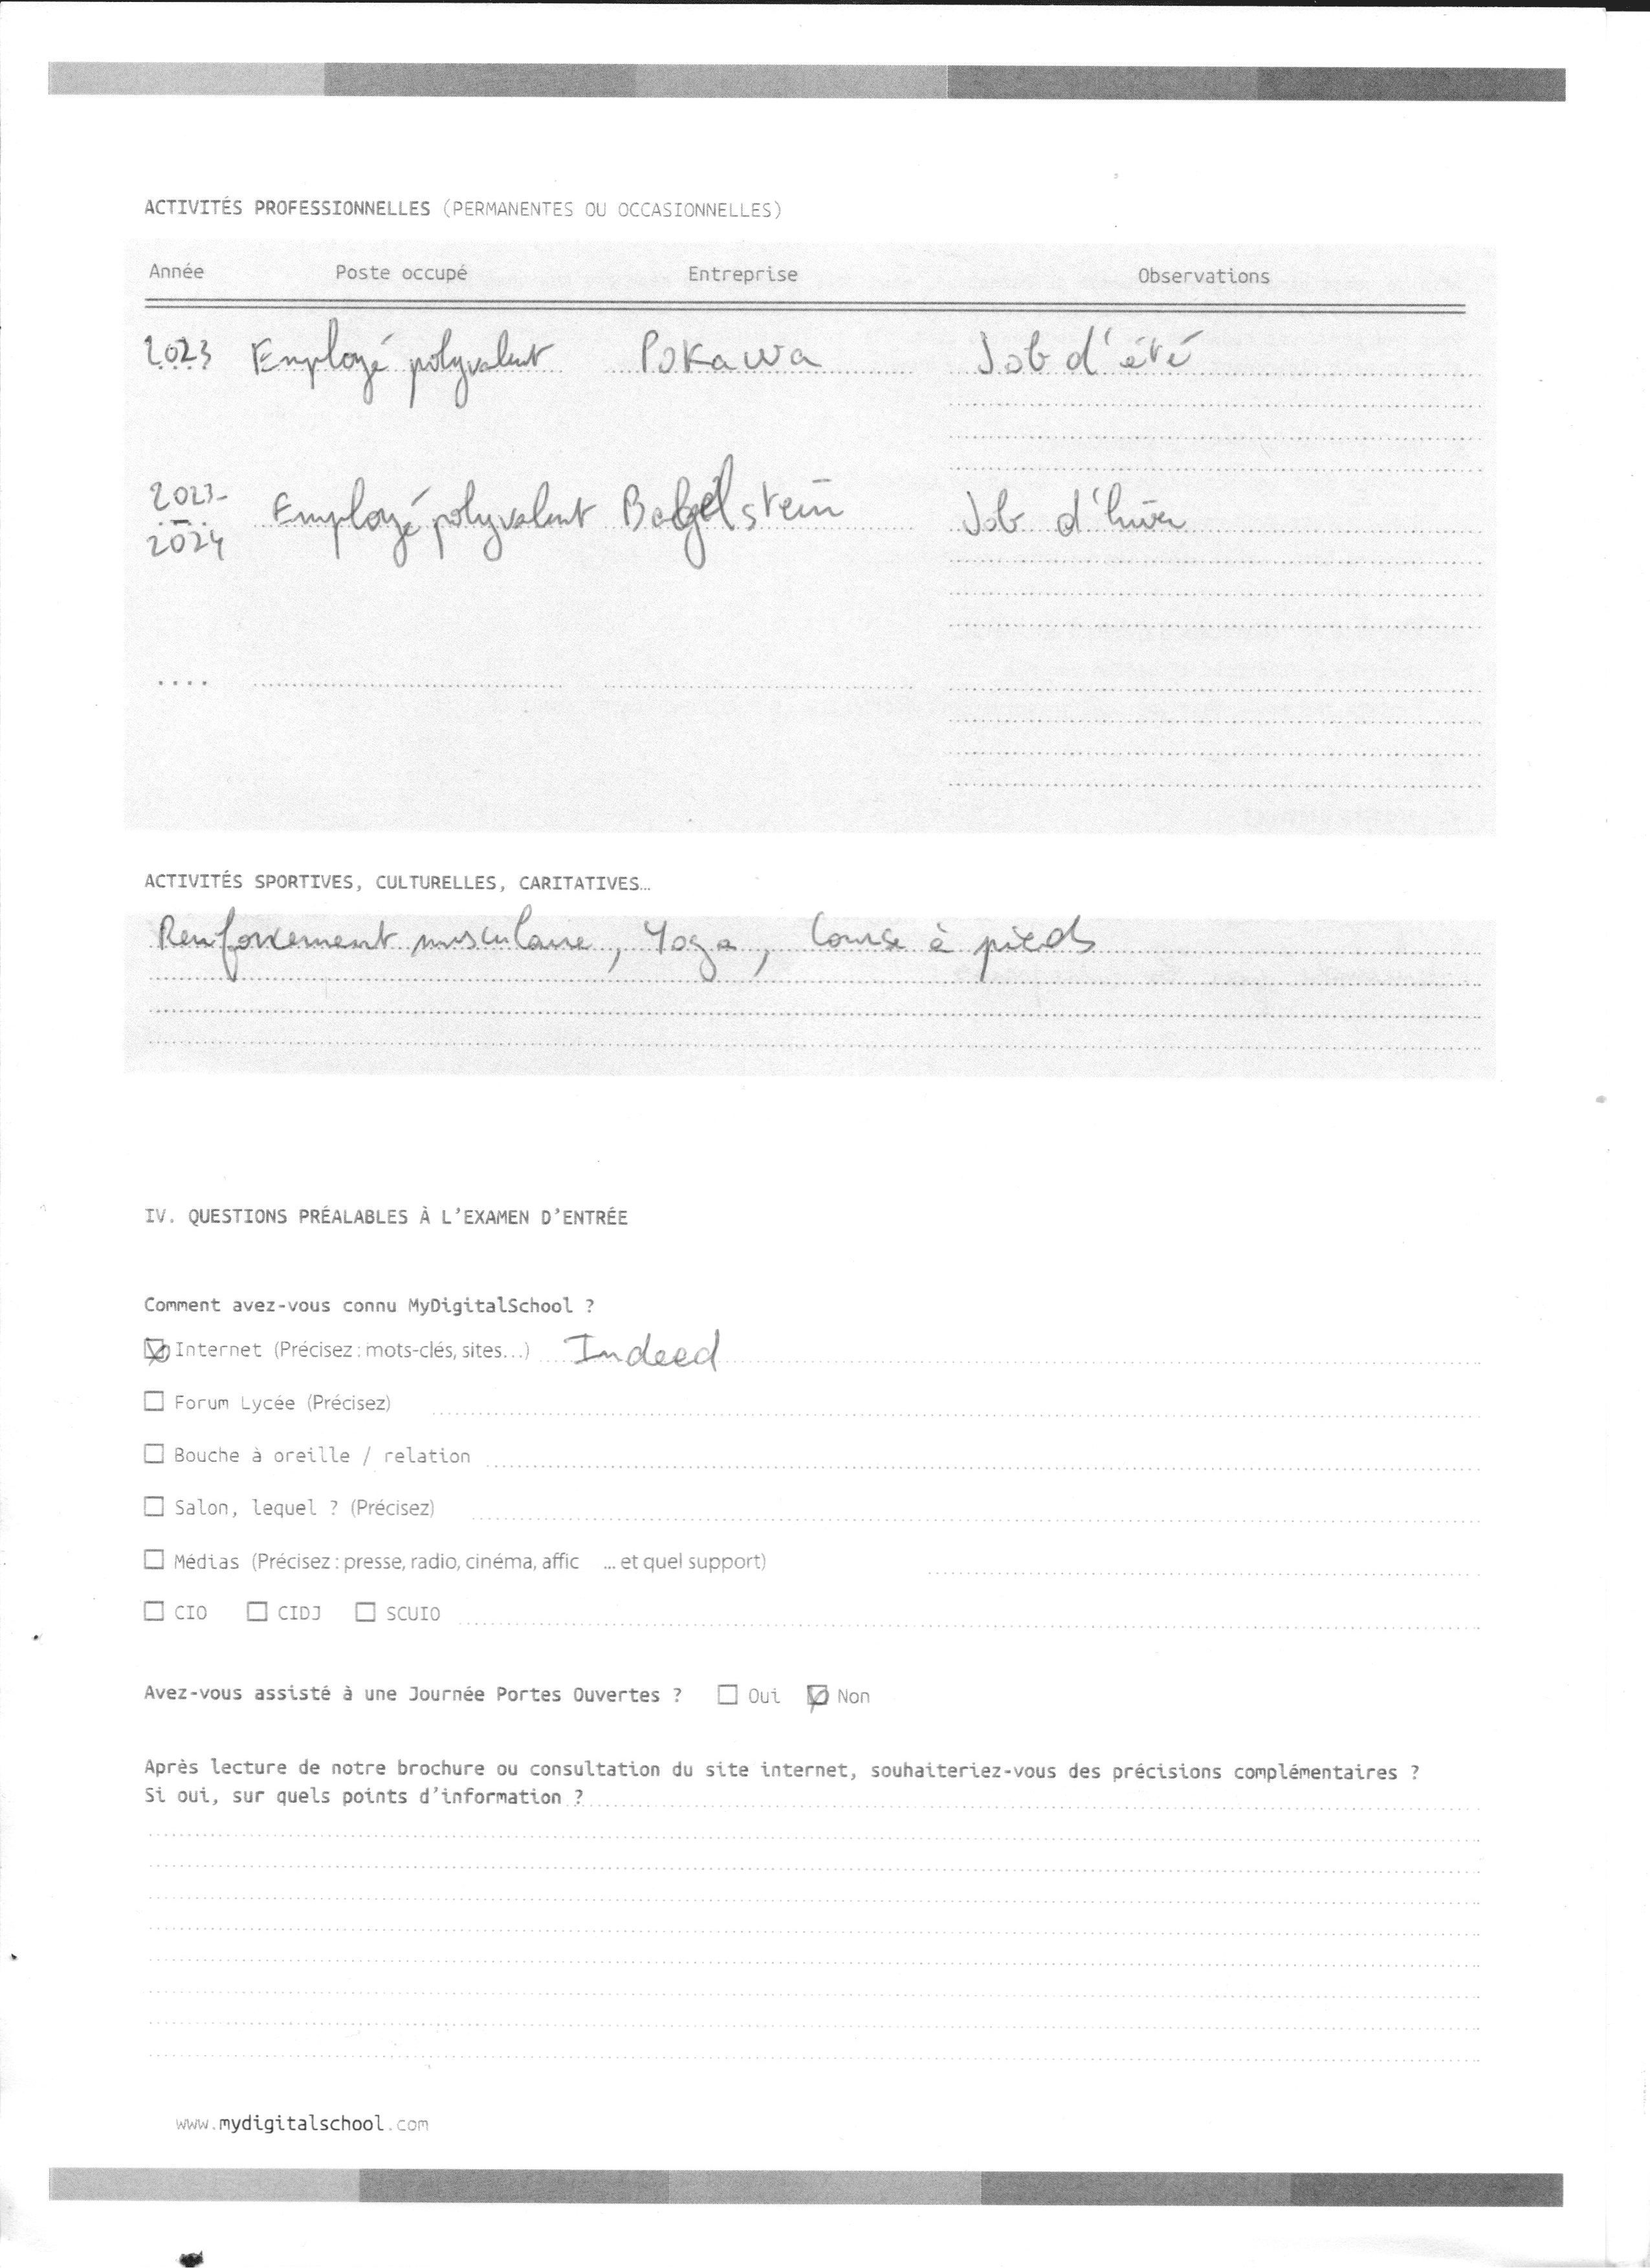 ACTIVITÉS PROFESSIONNELLES (PERMANENTES OU OCCASIONNELLES)
Année Poste occupé Entreprise Observations
2023 Employé polyvalent Pokawa Job d'été
2023-
2024 Employé polyvalent Bagelstein Job d'hiver
....
ACTIVITÉS SPORTIVES, CULTURELLES, CARITATIVES…
Renforcement musculaire, Yoga, Course à pieds
IV. QUESTIONS PRÉALABLES À L'EXAMEN D'ENTRÉE
Comment avez-vous connu MyDigitalSchool ?
☑ Internet (Précisez : mots-clés, sites…) Indeed
☐ Forum Lycée (Précisez)
☐ Bouche à oreille / relation
☐ Salon, lequel ? (Précisez)
☐ Médias (Précisez : presse, radio, cinéma, affic … et quel support)
☐ CIO ☐ CIDJ ☐ SCUIO
Avez-vous assisté à une Journée Portes Ouvertes ? ☐ Oui ☑ Non
Après lecture de notre brochure ou consultation du site internet, souhaiteriez-vous des précisions complémentaires ?
Si oui, sur quels points d'information ?
www.mydigitalschool.com